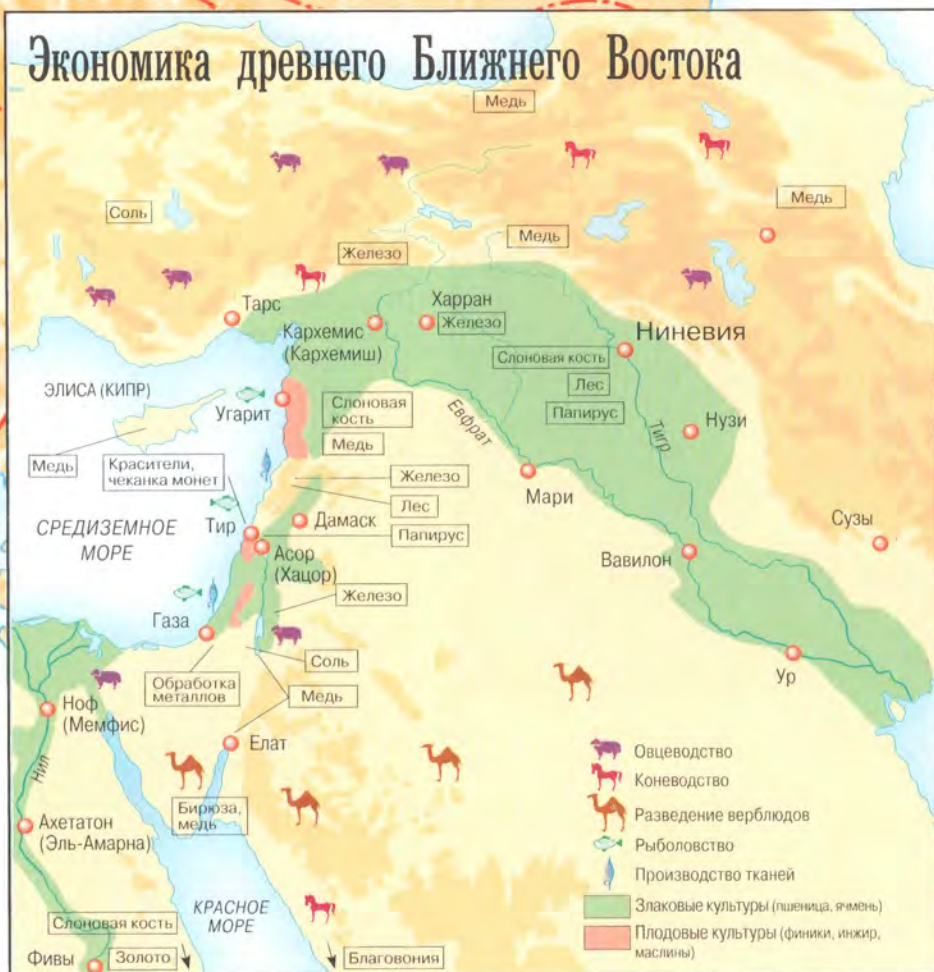 Экономика древнего Ближнего Востока
Медь
Соль
Медь
Медь
Железо
Тарс
Харран
Железо
Кархемис
(Кархемиш)
Ниневия
Слоновая кость
Лес
Папирус
ЭЛИСА (КИПР)
Угарит
Слоновая
кость
Медь
Евфрат
Тигр
Нузи
Медь
Красители,
чеканка монет
Железо
Мари
Лес
СРЕДИЗЕМНОЕ
МОРЕ
Тир
Дамаск
Папирус
Сузы
Асор
(Хацор)
Вавилон
Железо
Газа
Соль
Ур
Обработка
металлов
Медь
Ноф
(Мемфис)
Елат
Нил
Бирюза,
медь
Ахетатон
(Эль-Амарна)
КРАСНОЕ
МОРЕ
Слоновая кость
Фивы
Золото
Благовония
Овцеводство
Коневодство
Разведение верблюдов
Рыболовство
Производство тканей
Злаковые культуры (пшеница, ячмень)
Плодовые культуры (финики, инжир,
маслины)